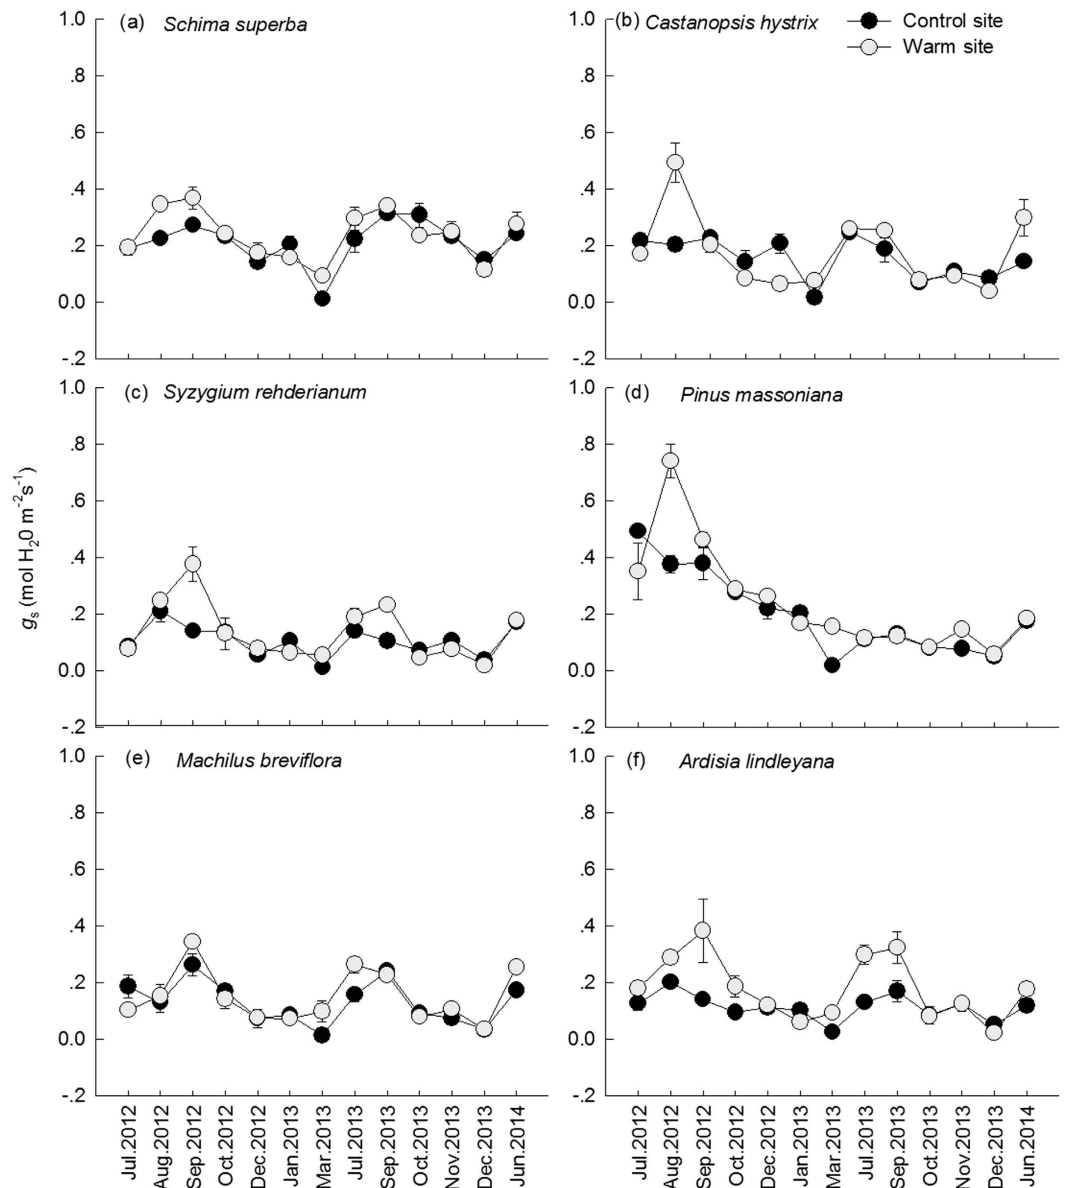 (a) Schima superba
1.0
.8
.6
.4
.2
0.0
-.2
(b) Castanopsis hystrix
Control site
Warm site
1.0
.8
.6
.4
.2
0.0
-.2
(c) Syzygium rehderianum
1.0
.8
.6
.4
.2
0.0
-.2
(d) Pinus massoniana
1.0
.8
.6
.4
.2
0.0
-.2
gs (mol H20 m-2s-1)
(e) Machilus breviflora
1.0
.8
.6
.4
.2
0.0
-.2
(f) Ardisia lindleyana
1.0
.8
.6
.4
.2
0.0
-.2
Jul.2012
Aug.2012
Sep.2012
Oct.2012
Dec.2012
Jan.2013
Mar.2013
Jul.2013
Sep.2013
Oct.2013
Nov.2013
Dec.2013
Jun.2014
Jul.2012
Aug.2012
Sep.2012
Oct.2012
Dec.2012
Jan.2013
Mar.2013
Jul.2013
Sep.2013
Oct.2013
Nov.2013
Dec.2013
Jun.2014